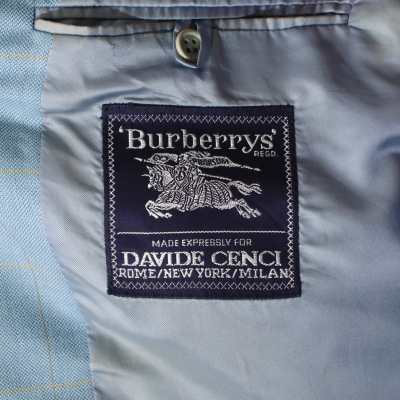 'Burberrys'
REGD.
PRORSUM
MADE EXPRESSLY FOR
DAVIDE CENCI
ROME/NEW YORK/MILAN